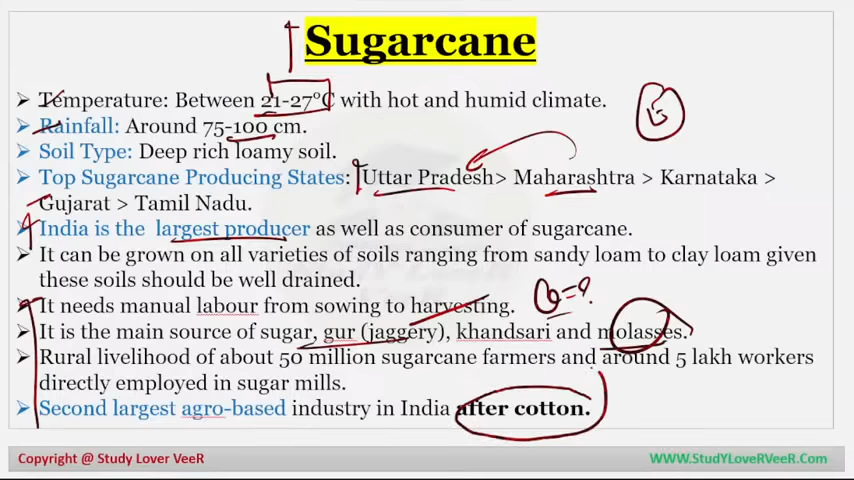 Sugarcane
➤ Temperature: Between 21-27°C with hot and humid climate.
➤ Rainfall: Around 75-100 cm.
➤ Soil Type: Deep rich loamy soil.
➤ Top Sugarcane Producing States: Uttar Pradesh> Maharashtra > Karnataka >
Gujarat > Tamil Nadu.
➤ India is the largest producer as well as consumer of sugarcane.
➤ It can be grown on all varieties of soils ranging from sandy loam to clay loam given
these soils should be well drained.
➤ It needs manual labour from sowing to harvesting.
➤ It is the main source of sugar, gur (jaggery), khandsari and molasses.
➤ Rural livelihood of about 50 million sugarcane farmers and around 5 lakh workers
directly employed in sugar mills.
➤ Second largest agro-based industry in India after cotton.
Copyright @ Study Lover VeeR
WWW.StudyLoveRVeeR.Com